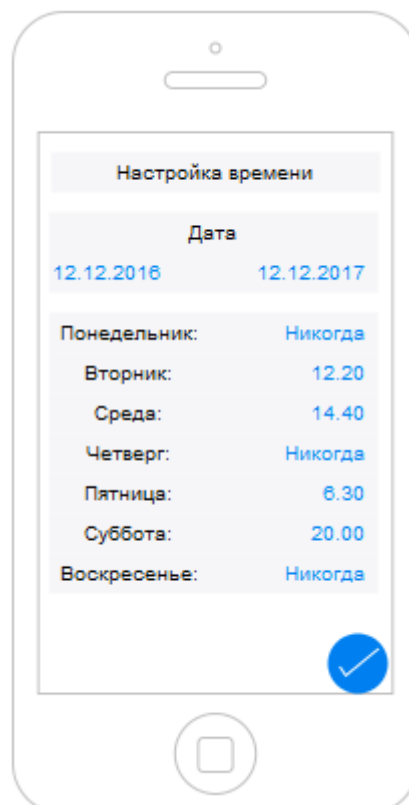 Настройка времени
Дата
12.12.2016 12.12.2017
Понедельник: Никогда
Вторник: 12.20
Среда: 14.40
Четверг: Никогда
Пятница: 6.30
Суббота: 20.00
Воскресенье: Никогда